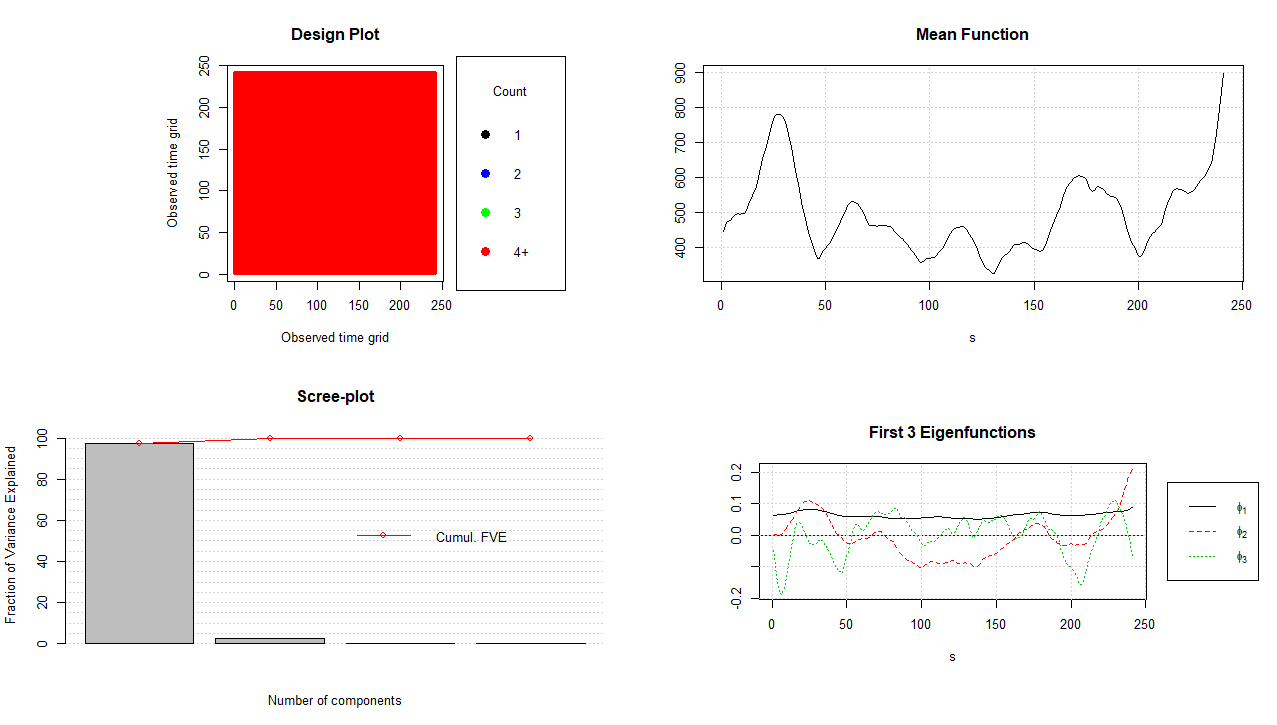 Design Plot
Observed time grid
0 50 100 150 200 250
0 50 100 150 200 250
Observed time grid
Count
1
2
3
4+
Mean Function
400 500 600 700 800 900
0 50 100 150 200 250
s
Scree-plot
Fraction of Variance Explained
0 20 40 60 80 100
Cumul. FVE
Number of components
First 3 Eigenfunctions
-0.2 0.0 0.1 0.2
0 50 100 150 200 250
s
ϕ1
ϕ2
ϕ3